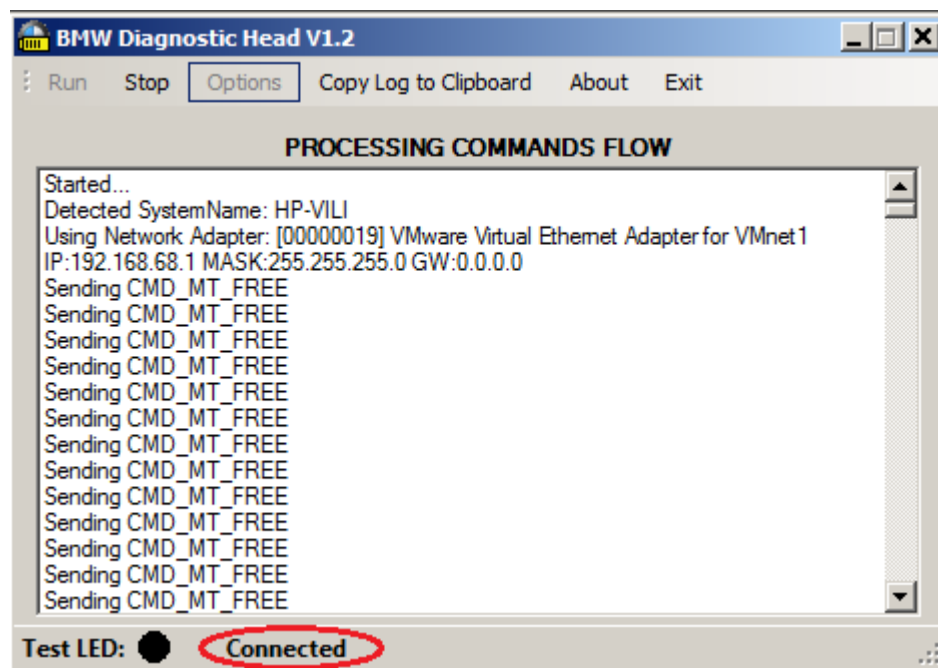 BMW Diagnostic Head V1.2
Run Stop Options Copy Log to Clipboard About Exit
PROCESSING COMMANDS FLOW
Started...
Detected SystemName: HP-VILI
Using Network Adapter: [00000019] VMware Virtual Ethernet Adapter for VMnet1
IP:192.168.68.1 MASK:255.255.255.0 GW:0.0.0.0
Sending CMD_MT_FREE
Sending CMD_MT_FREE
Sending CMD_MT_FREE
Sending CMD_MT_FREE
Sending CMD_MT_FREE
Sending CMD_MT_FREE
Sending CMD_MT_FREE
Sending CMD_MT_FREE
Sending CMD_MT_FREE
Sending CMD_MT_FREE
Sending CMD_MT_FREE
Sending CMD_MT_FREE
Sending CMD_MT_FREE
Test LED: Connected